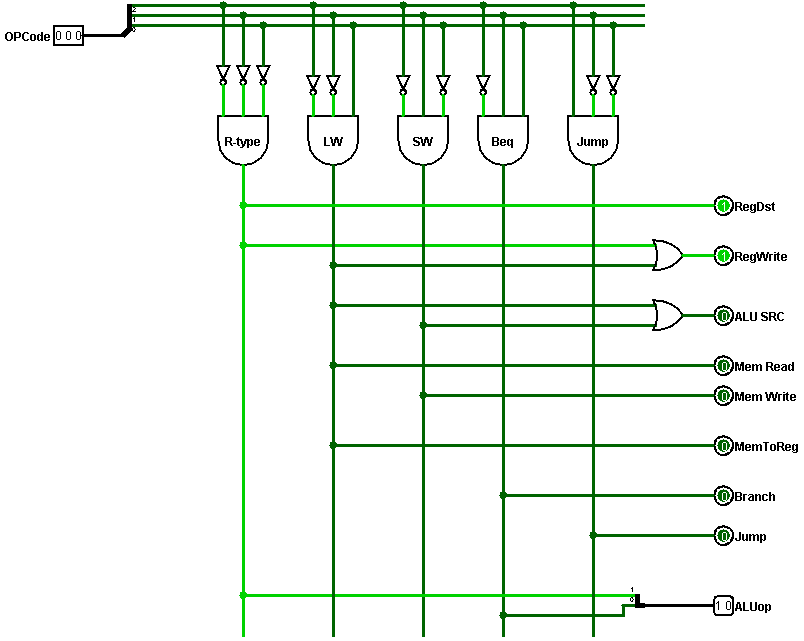 2
1
0
OPCode 0 0 0
R-type LW SW Beq Jump
1 RegDst
1 RegWrite
0 ALU SRC
0 Mem Read
0 Mem Write
0 MemToReg
0 Branch
0 Jump
1
0
1 0 ALUop